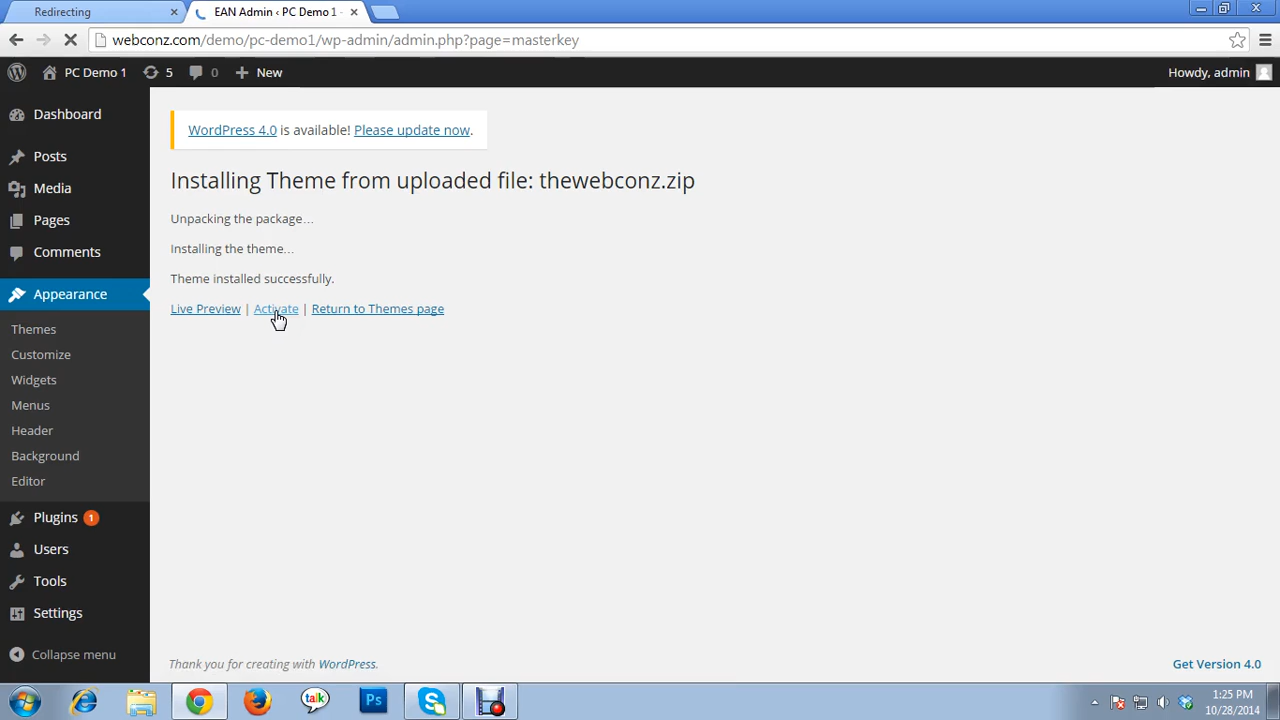 Redirecting
EAN Admin ‹ PC Demo 1 -
webconz.com/demo/pc-demo1/wp-admin/admin.php?page=masterkey
PC Demo 1 5 0 New Howdy, admin
Dashboard
Posts
Media
Pages
Comments
Appearance
Themes
Customize
Widgets
Menus
Header
Background
Editor
Plugins 1
Users
Tools
Settings
Collapse menu
WordPress 4.0 is available! Please update now.
Installing Theme from uploaded file: thewebconz.zip
Unpacking the package…
Installing the theme…
Theme installed successfully.
Live Preview | Activate | Return to Themes page
Thank you for creating with WordPress. Get Version 4.0
talk
Ps
1:25 PM
10/28/2014